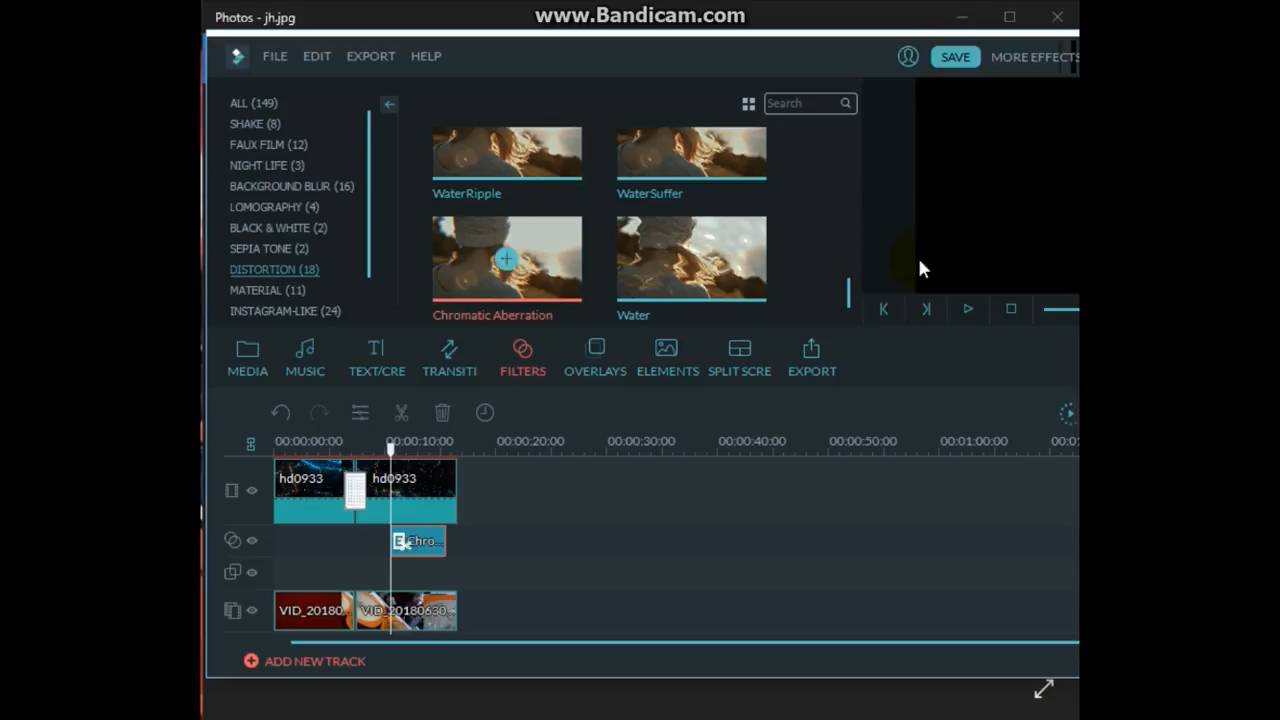 www.Bandicam.com
Photos - jh.jpg
FILE EDIT EXPORT HELP
SAVE MORE EFFECTS
ALL (149)
SHAKE (8)
FAUX FILM (12)
NIGHT LIFE (3)
BACKGROUND BLUR (16)
LOMOGRAPHY (4)
BLACK & WHITE (2)
SEPIA TONE (2)
DISTORTION (18)
MATERIAL (11)
INSTAGRAM-LIKE (24)
Search
WaterRipple WaterSuffer
Chromatic Aberration Water
MEDIA MUSIC TEXT/CRE TRANSITI FILTERS OVERLAYS ELEMENTS SPLIT SCRE EXPORT
00:00:00:00 00:00:10:00 00:00:20:00 00:00:30:00 00:00:40:00 00:00:50:00 00:01:00:00 00:0
hd0933 hd0933
Chro...
VID_20180... VID_20180630...
ADD NEW TRACK